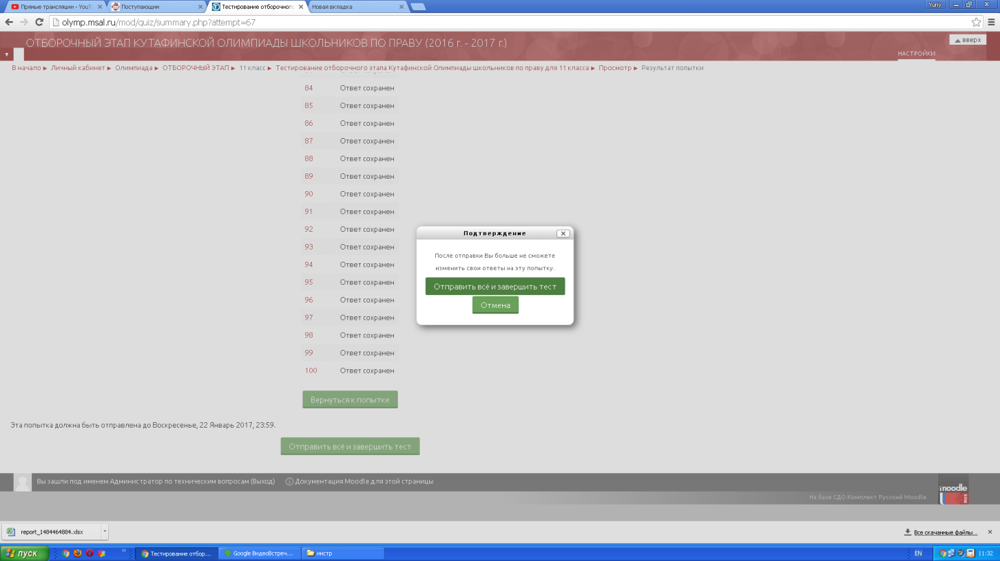 Прямые трансляции - YouT
Поступающим
Тестирование отборочного
Новая вкладка
Yuriy
olymp.msal.ru/mod/quiz/summary.php?attempt=67
ОТБОРОЧНЫЙ ЭТАП КУТАФИНСКОЙ ОЛИМПИАДЫ ШКОЛЬНИКОВ ПО ПРАВУ (2016 г. - 2017 г.)
вверх
НАСТРОЙКИ
В начало ► Личный кабинет ► Олимпиада ► ОТБОРОЧНЫЙ ЭТАП ► 11 класс ► Тестирование отборочного этапа Кутафинской Олимпиады школьников по праву для 11 класса ► Просмотр ► Результат попытки
84 Ответ сохранен
85 Ответ сохранен
86 Ответ сохранен
87 Ответ сохранен
88 Ответ сохранен
89 Ответ сохранен
90 Ответ сохранен
91 Ответ сохранен
92 Ответ сохранен
93 Ответ сохранен
94 Ответ сохранен
95 Ответ сохранен
96 Ответ сохранен
97 Ответ сохранен
98 Ответ сохранен
99 Ответ сохранен
100 Ответ сохранен
Подтверждение
После отправки Вы больше не сможете
изменить свои ответы на эту попытку.
Отправить всё и завершить тест
Отмена
Вернуться к попытке
Эта попытка должна быть отправлена до Воскресенье, 22 Январь 2017, 23:59.
Отправить всё и завершить тест
Вы зашли под именем Администратор по техническим вопросам (Выход)
Документация Moodle для этой страницы
На базе СДО Комплект Русский Moodle
moodle
RUS
report_1484464884.xlsx
Все скачанные файлы...
пуск
Тестирование отбор...
Google ВидеоВстреч...
инстр
EN
11:32